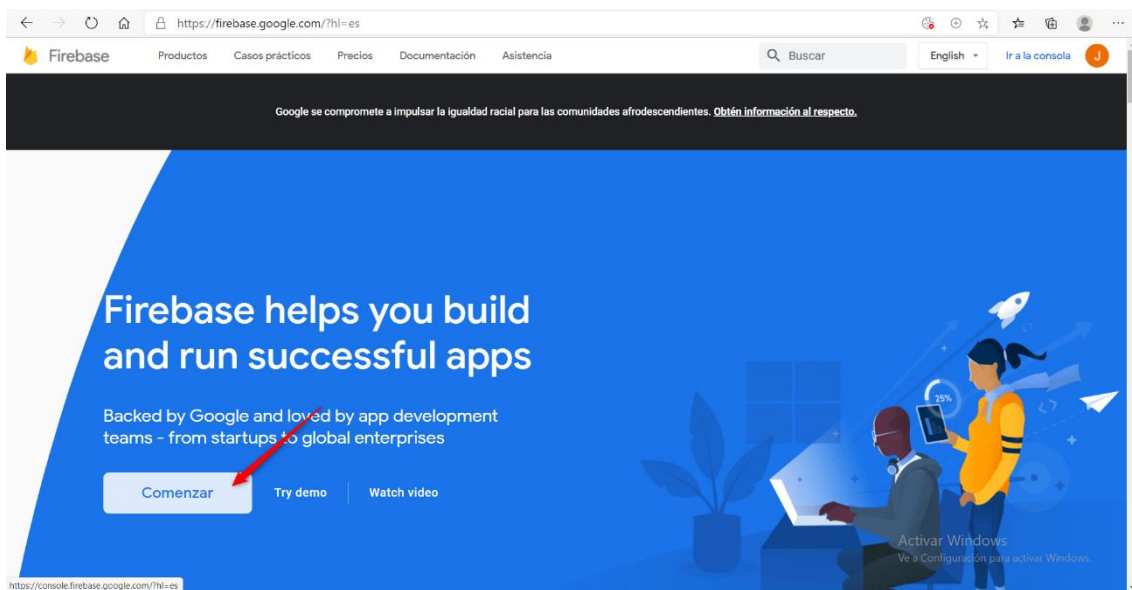 https://firebase.google.com/?hl=es
Firebase Productos Casos prácticos Precios Documentación Asistencia Buscar English Ir a la consola J
Google se compromete a impulsar la igualdad racial para las comunidades afrodescendientes. Obtén información al respecto.
Firebase helps you build
and run successful apps
Backed by Google and loved by app development
teams - from startups to global enterprises
25%
Comenzar Try demo Watch video
Activar Windows
Ve a Configuración para activar Windows.
https://console.firebase.google.com/?hl=es